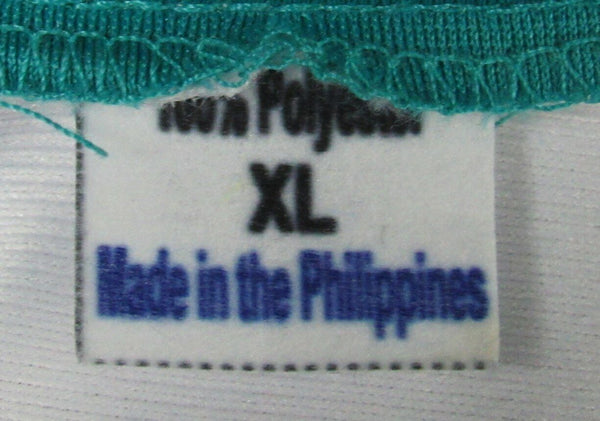 100% Polyester
XL
Made in the Philippines